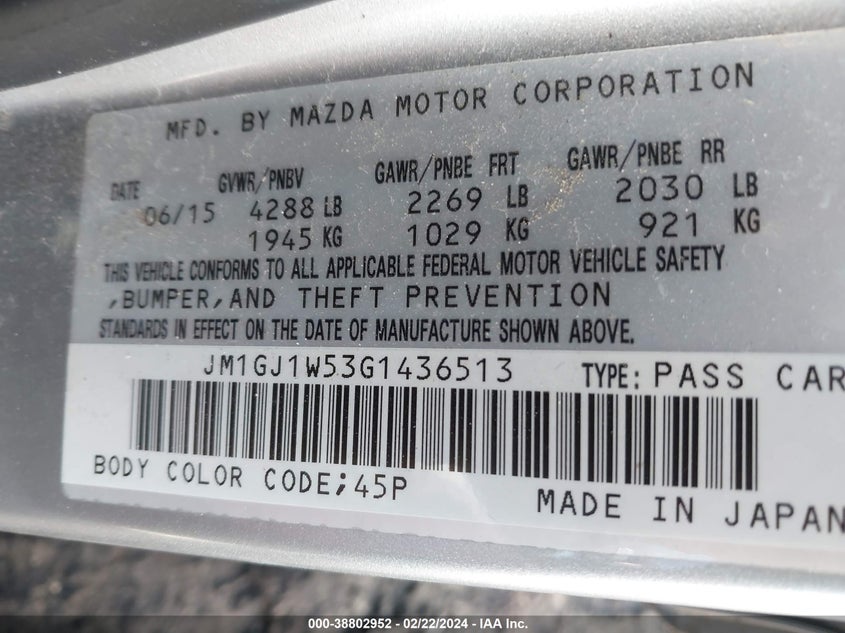 MFD. BY MAZDA MOTOR CORPORATION
DATE GVWR/PNBV GAWR/PNBE FRT GAWR/PNBE RR
06/15 4288 LB 2269 LB 2030 LB
1945 KG 1029 KG 921 KG
THIS VEHICLE CONFORMS TO ALL APPLICABLE FEDERAL MOTOR VEHICLE SAFETY
,BUMPER,AND THEFT PREVENTION
STANDARDS IN EFFECT ON THE DATE OF MANUFACTURE SHOWN ABOVE.
JM1GJ1W53G1436513 TYPE: PASS CAR
BODY COLOR CODE;45P
MADE IN JAPAN
000-38802952 - 02/22/2024 - IAA Inc.